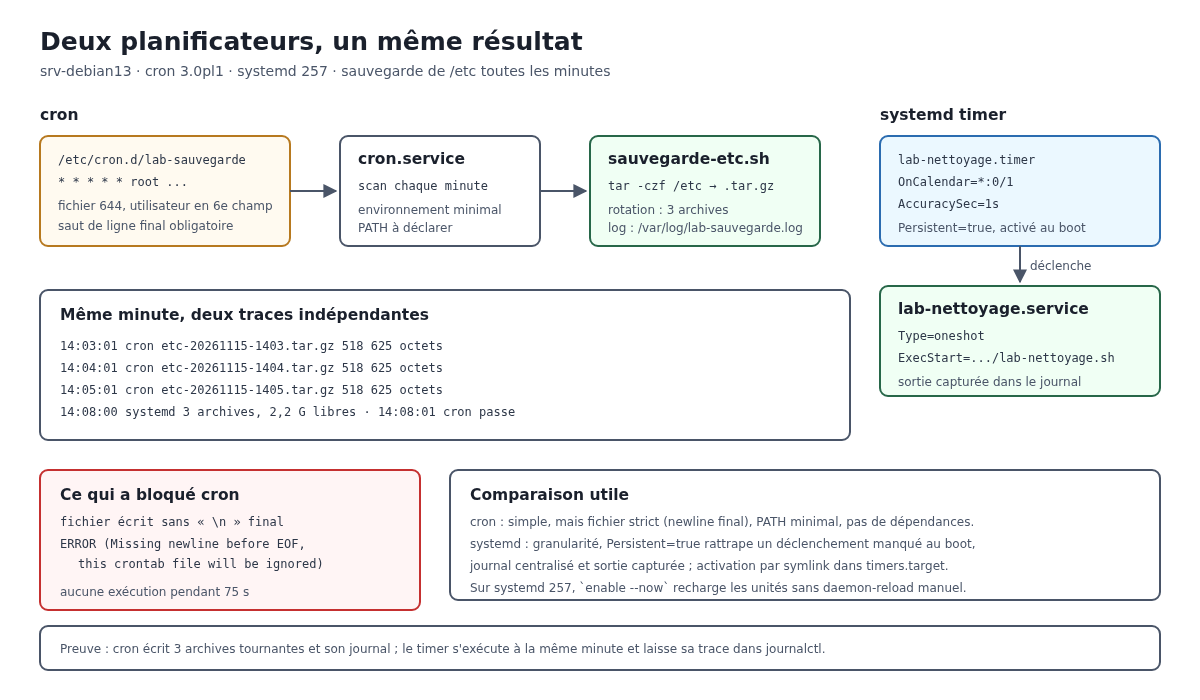 Deux planificateurs, un même résultat
srv-debian13 · cron 3.0pl1 · systemd 257 · sauvegarde de /etc toutes les minutes
cron
/etc/cron.d/lab-sauvegarde
* * * * * root ...
fichier 644, utilisateur en 6e champ
saut de ligne final obligatoire
cron.service
scan chaque minute
environnement minimal
PATH à déclarer
sauvegarde-etc.sh
tar -czf /etc → .tar.gz
rotation : 3 archives
log : /var/log/lab-sauvegarde.log
systemd timer
lab-nettoyage.timer
OnCalendar=*:0/1
AccuracySec=1s
Persistent=true, activé au boot
déclenche
lab-nettoyage.service
Type=oneshot
ExecStart=.../lab-nettoyage.sh
sortie capturée dans le journal
Même minute, deux traces indépendantes
14:03:01 cron etc-20261115-1403.tar.gz 518 625 octets
14:04:01 cron etc-20261115-1404.tar.gz 518 625 octets
14:05:01 cron etc-20261115-1405.tar.gz 518 625 octets
14:08:00 systemd 3 archives, 2,2 G libres · 14:08:01 cron passe
Ce qui a bloqué cron
fichier écrit sans « \n » final
ERROR (Missing newline before EOF,
this crontab file will be ignored)
aucune exécution pendant 75 s
Comparaison utile
cron : simple, mais fichier strict (newline final), PATH minimal, pas de dépendances.
systemd : granularité, Persistent=true rattrape un déclenchement manqué au boot,
journal centralisé et sortie capturée ; activation par symlink dans timers.target.
Sur systemd 257, `enable --now` recharge les unités sans daemon-reload manuel.
Preuve : cron écrit 3 archives tournantes et son journal ; le timer s'exécute à la même minute et laisse sa trace dans journalctl.